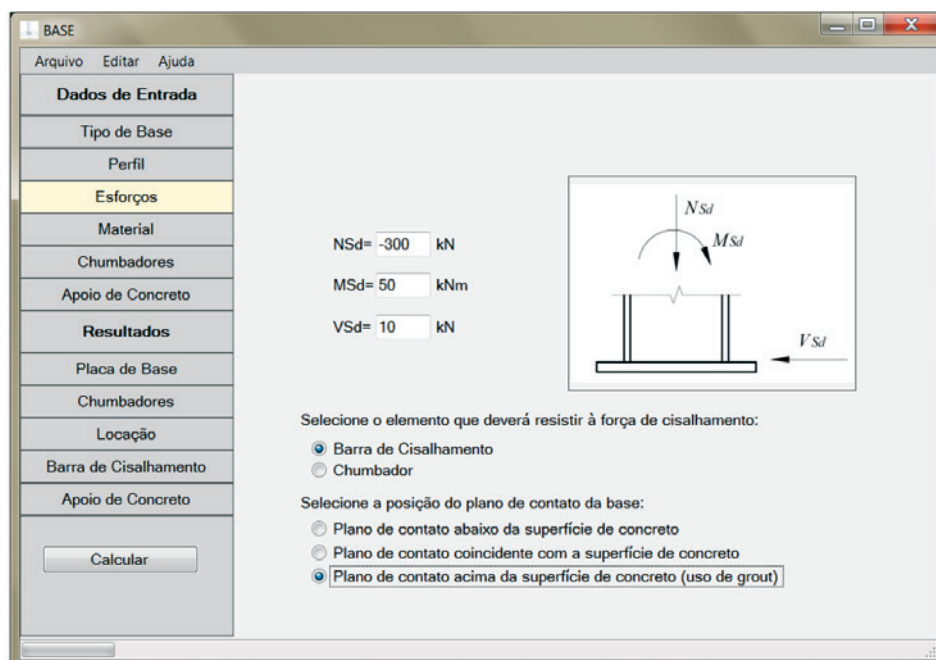 BASE
Arquivo Editar Ajuda
Dados de Entrada
Tipo de Base
Perfil
Esforços
Material
Chumbadores
Apoio de Concreto
Resultados
Placa de Base
Chumbadores
Locação
Barra de Cisalhamento
Apoio de Concreto
Calcular
NSd= -300 kN
MSd= 50 kNm
VSd= 10 kN
NSd
MSd
VSd
Selecione o elemento que deverá resistir à força de cisalhamento:
Barra de Cisalhamento
Chumbador
Selecione a posição do plano de contato da base:
Plano de contato abaixo da superfície de concreto
Plano de contato coincidente com a superfície de concreto
Plano de contato acima da superfície de concreto (uso de grout)